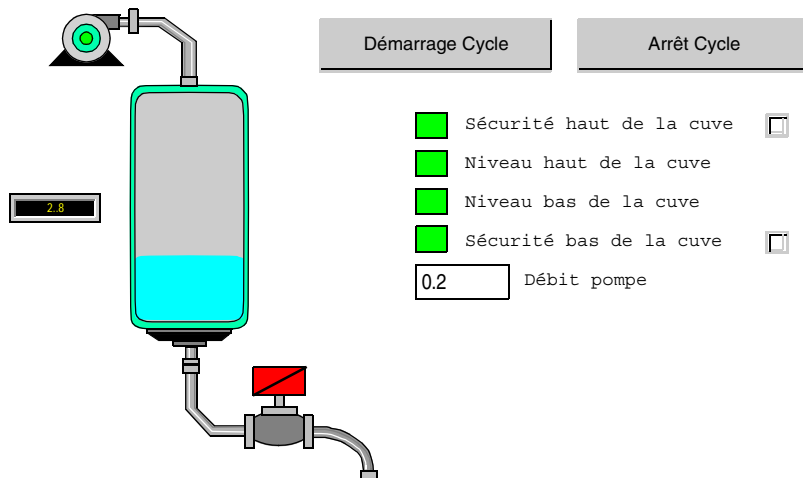 Démarrage Cycle
Arrêt Cycle
Sécurité haut de la cuve
Niveau haut de la cuve
2.8
Niveau bas de la cuve
Sécurité bas de la cuve
0.2 Débit pompe